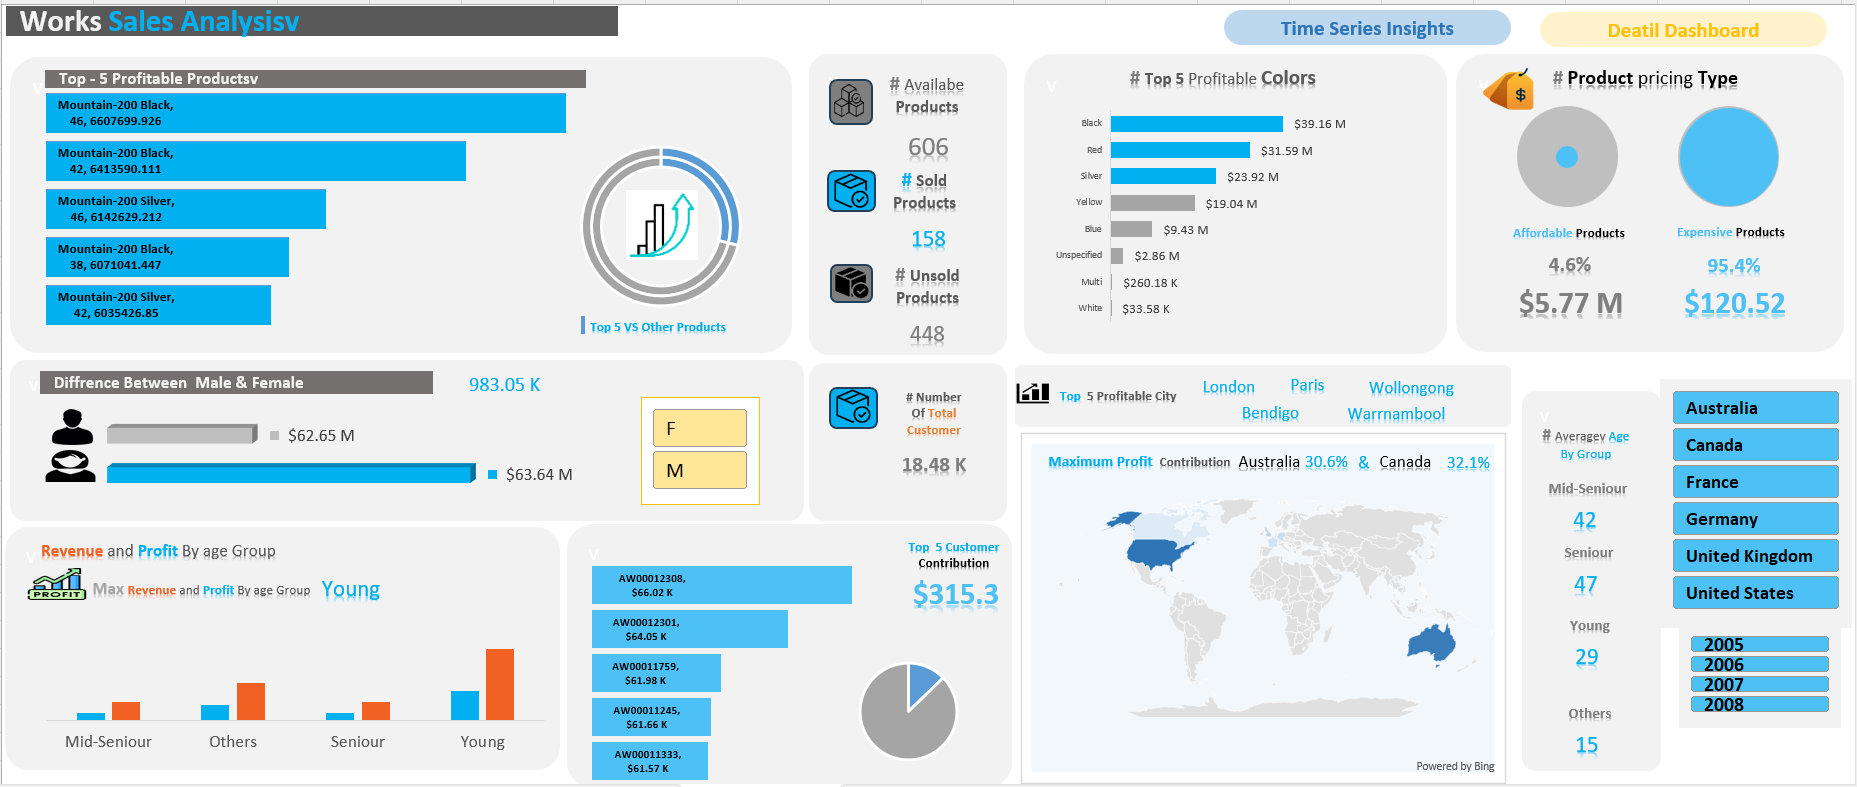 Works Sales Analysisv
Time Series Insights
Deatil Dashboard
Top - 5 Profitable Productsv
v
Mountain-200 Black,
46, 6607699.926
Mountain-200 Black,
42, 6413590.111
Mountain-200 Silver,
46, 6142629.212
Mountain-200 Black,
38, 6071041.447
Mountain-200 Silver,
42, 6035426.85
Top 5 VS Other Products
# Availabe
Products
606
# Sold
Products
158
# Unsold
Products
448
v
# Top 5 Profitable Colors
Black
$39.16 M
Red
$31.59 M
Silver
$23.92 M
Yellow
$19.04 M
Blue
$9.43 M
Unspecified
$2.86 M
Multi
$260.18 K
White
$33.58 K
v
# Product pricing Type
$
Affordable Products
4.6%
$5.77 M
Expensive Products
95.4%
$120.52
v
Diffrence Between Male & Female
983.05 K
$62.65 M
$63.64 M
F
M
# Number
Of Total
Customer
18.48 K
Top 5 Profitable City
London
Paris
Wollongong
Bendigo
Warrnambool
Maximum Profit Contribution Australia 30.6% & Canada 32.1%
Powered by Bing
v
# Averagev Age
By Group
Mid-Seniour
42
Seniour
47
Young
29
Others
15
Australia
Canada
France
Germany
United Kingdom
United States
2005
2006
2007
2008
v
Revenue and Profit By age Group
PROFIT
Max Revenue and Profit By age Group Young
Mid-Seniour
Others
Seniour
Young
v
Top 5 Customer
Contribution
$315.3
AW00012308,
$66.02 K
AW00012301,
$64.05 K
AW00011759,
$61.98 K
AW00011245,
$61.66 K
AW00011333,
$61.57 K